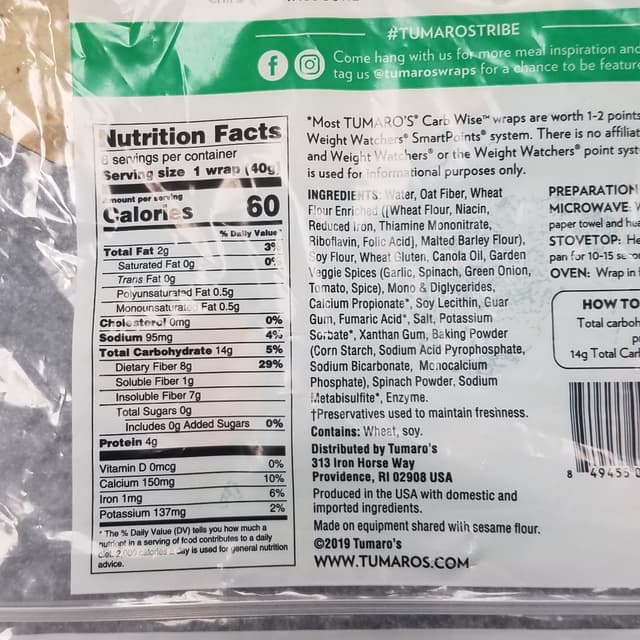 #TUMAROSTRIBE
Come hang with us for more meal inspiration and
tag us @tumaroswraps for a chance to be feature
Nutrition Facts
servings per container
Serving size 1 wrap (40g)
Amount per serving
Calories 60
% Daily Value*
Total Fat 2g 3%
Saturated Fat 0g 0%
Trans Fat 0g
Polyunsaturated Fat 0.5g
Monounsaturated Fat 0.5g
Cholesterol 0mg 0%
Sodium 95mg 4%
Total Carbohydrate 14g 5%
Dietary Fiber 8g 29%
Soluble Fiber 1g
Insoluble Fiber 7g
Total Sugars 0g
Includes 0g Added Sugars 0%
Protein 4g
Vitamin D 0mcg 0%
Calcium 150mg 10%
Iron 1mg 6%
Potassium 137mg 2%
* The % Daily Value (DV) tells you how much a
nutrient in a serving of food contributes to a daily
diet. 2,000 calories a day is used for general nutrition
advice.
*Most TUMARO'S® Carb Wise™ wraps are worth 1-2 points
Weight Watchers® SmartPoints® system. There is no affiliat
and Weight Watchers® or the Weight Watchers® point syst
is used for informational purposes only.
INGREDIENTS: Water, Oat Fiber, Wheat
Flour Enriched ([Wheat Flour, Niacin,
Reduced Iron, Thiamine Mononitrate,
Riboflavin, Folic Acid], Malted Barley Flour),
Soy Flour, Wheat Gluten, Canola Oil, Garden
Veggie Spices (Garlic, Spinach, Green Onion,
Tomato, Spice), Mono & Diglycerides,
Calcium Propionate*, Soy Lecithin, Guar
Gum, Fumaric Acid*, Salt, Potassium
Sorbate*, Xanthan Gum, Baking Powder
(Corn Starch, Sodium Acid Pyrophosphate,
Sodium Bicarbonate, Monocalcium
Phosphate), Spinach Powder, Sodium
Metabisulfite*, Enzyme.
†Preservatives used to maintain freshness.
Contains: Wheat, soy.
Distributed by Tumaro's
313 Iron Horse Way
Providence, RI 02908 USA
Produced in the USA with domestic and
imported ingredients.
Made on equipment shared with sesame flour.
©2019 Tumaro's
WWW.TUMAROS.COM
PREPARATION
MICROWAVE:
paper towel and hea
STOVETOP: He
pan for 10-15
OVEN: Wrap in
HOW TO
Total carboh
14g Total Car
8 49455 0